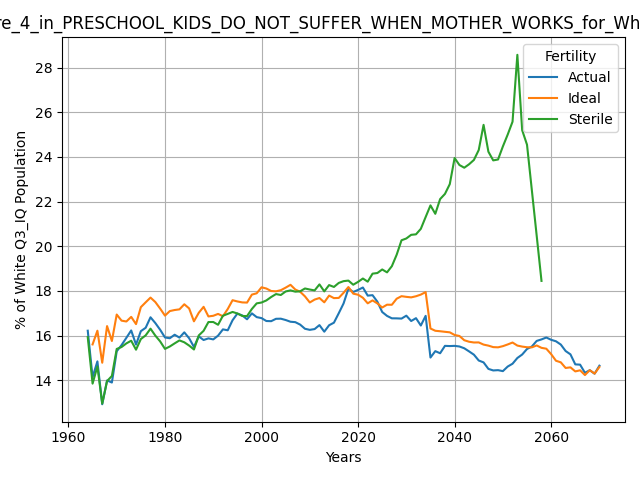 re_4_in_PRESCHOOL_KIDS_DO_NOT_SUFFER_WHEN_MOTHER_WORKS_for_Wh
Fertility
Actual
Ideal
Sterile
% of White Q3_IQ Population
28
26
24
22
20
18
16
14
1960 1980 2000 2020 2040 2060
Years